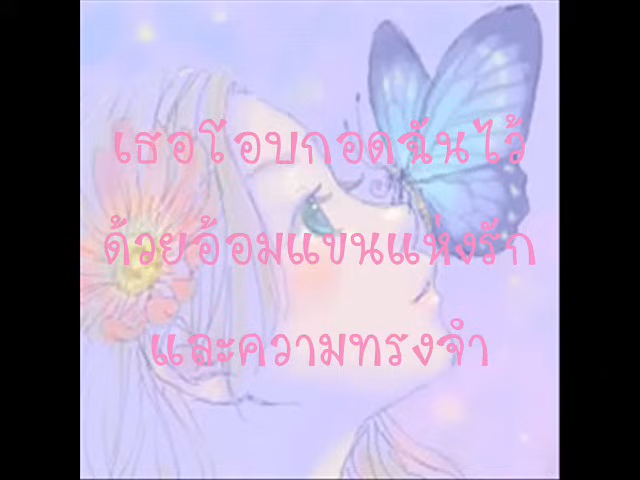 เธอโอบกอดฉันไว้
ด้วยอ้อมแขนแห่งรัก
และความทรงจำ